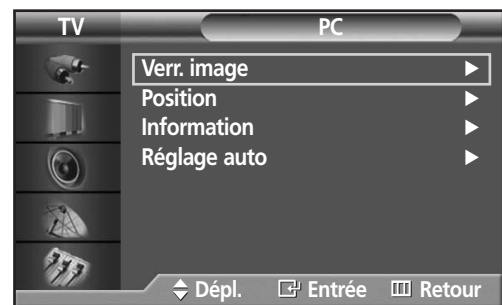 TV PC
Verr. image
Position
Information
Réglage auto
Dépl. Entrée Retour